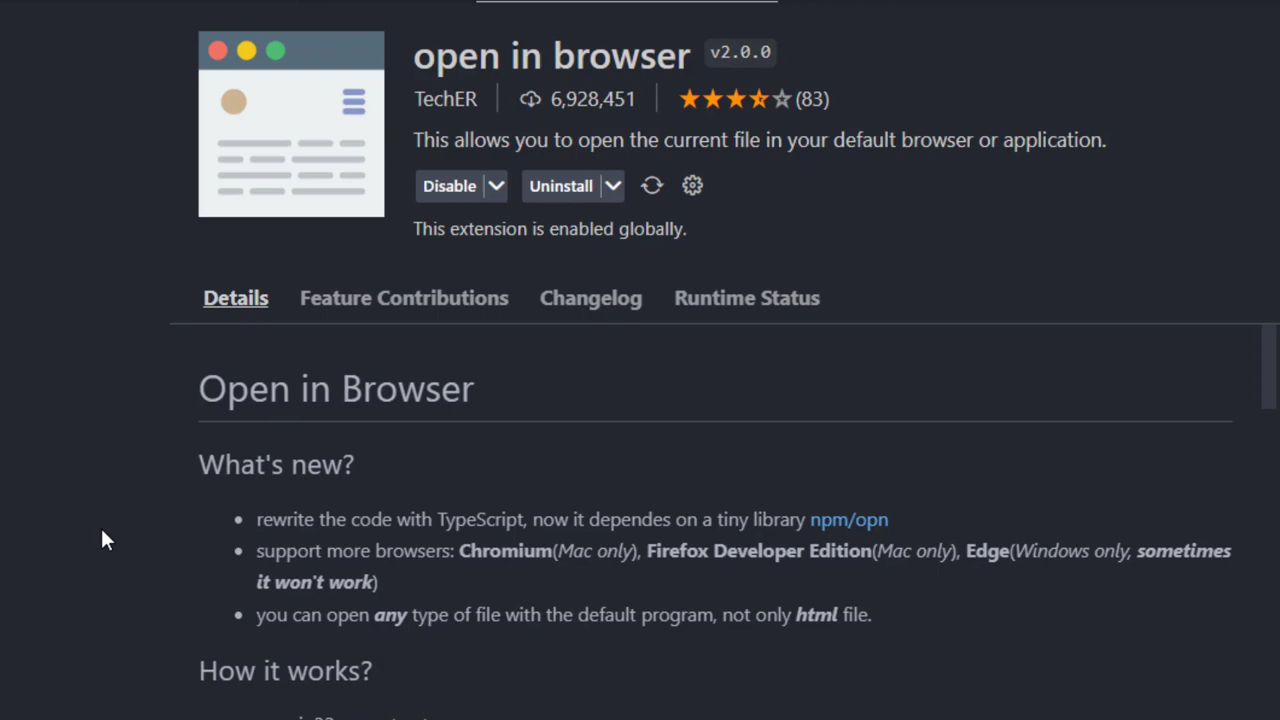 open in browser v2.0.0
TechER 6,928,451 (83)
This allows you to open the current file in your default browser or application.
Disable Uninstall
This extension is enabled globally.
Details Feature Contributions Changelog Runtime Status
Open in Browser
What's new?
rewrite the code with TypeScript, now it dependes on a tiny library npm/opn
support more browsers: Chromium(Mac only), Firefox Developer Edition(Mac only), Edge(Windows only, sometimes
it won't work)
you can open any type of file with the default program, not only html file.
How it works?